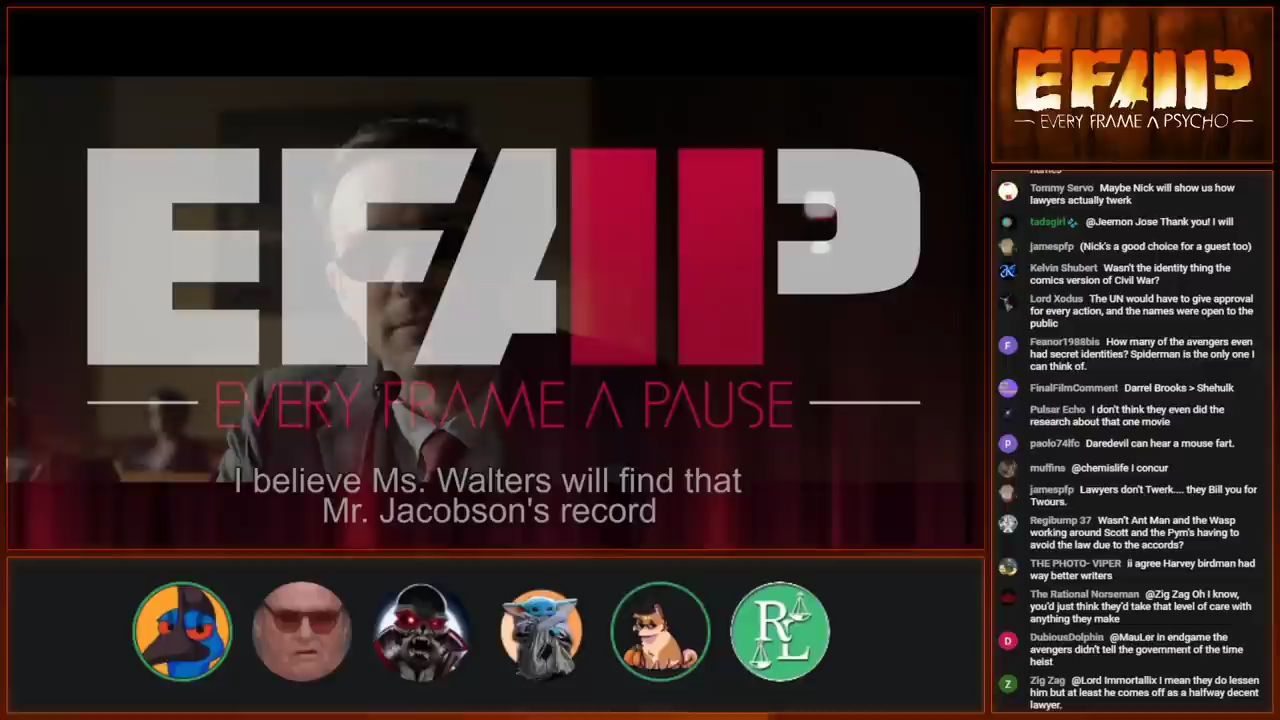 EFAP
EVERY FRAME A PAUSE
I believe Ms. Walters will find that
Mr. Jacobson's record
EFAP
EVERY FRAME A PSYCHO
Tommy Servo Maybe Nick will show us how
lawyers actually twerk
tadsgirl @Jeemon Jose Thank you! I will
jamespfp (Nick's a good choice for a guest too)
Kelvin Shubert Wasn't the identity thing the
comics version of Civil War?
Lord Xodus The UN would have to give approval
for every action, and the names were open to the
public
F
Feanor1988bis How many of the avengers even
had secret identities? Spiderman is the only one I
can think of.
FinalFilmComment Darrel Brooks > Shehulk
Pulsar Echo I don't think they even did the
research about that one movie
P
paolo74lfc Daredevil can hear a mouse fart.
muffins @chemislife I concur
jamespfp Lawyers don't Twerk.... they Bill you for
Twours.
Regibump 37 Wasn't Ant Man and the Wasp
working around Scott and the Pym's having to
avoid the law due to the accords?
THE PHOTO- VIPER ii agree Harvey birdman had
way better writers
The Rational Norseman @Zig Zag Oh I know,
you'd just think they'd take that level of care with
anything they make
D
DubiousDolphin @MauLer in endgame the
avengers didn't tell the government of the time
heist
Z
Zig Zag @Lord Immortallix I mean they do lessen
him but at least he comes off as a halfway decent
lawyer.
RL